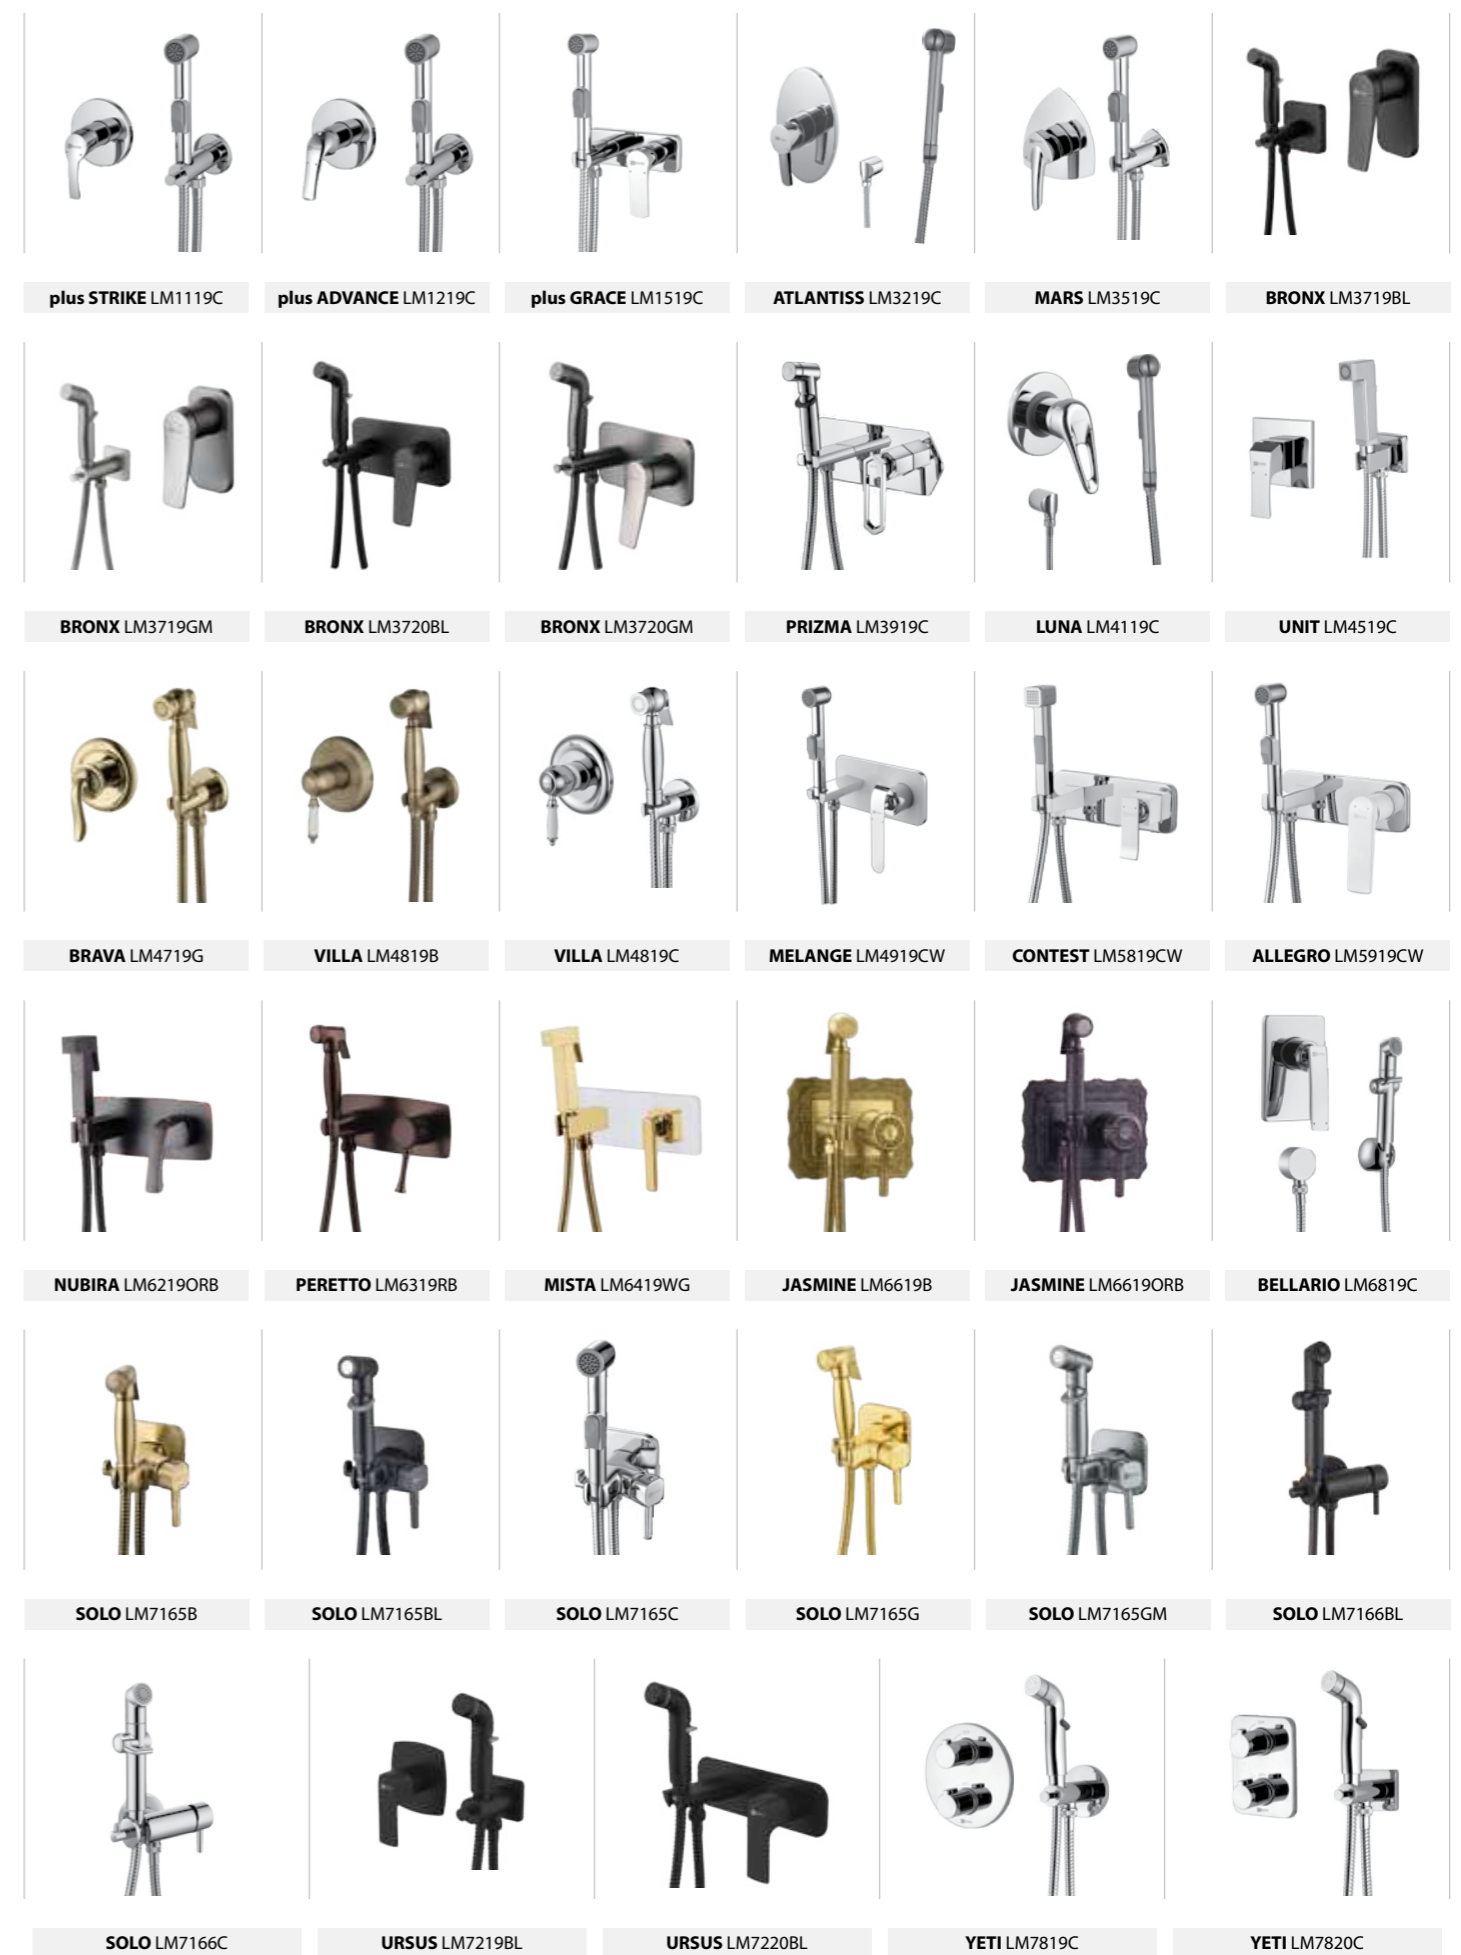 plus STRIKE LM1119C
plus ADVANCE LM1219C
plus GRACE LM1519C
ATLANTISS LM3219C
MARS LM3519C
BRONX LM3719BL
BRONX LM3719GM
BRONX LM3720BL
BRONX LM3720GM
PRIZMA LM3919C
LUNA LM4119C
UNIT LM4519C
BRAVA LM4719G
VILLA LM4819B
VILLA LM4819C
MELANGE LM4919CW
CONTEST LM5819CW
ALLEGRO LM5919CW
NUBIRA LM6219ORB
PERETTO LM6319RB
MISTA LM6419WG
JASMINE LM6619B
JASMINE LM6619ORB
BELLARIO LM6819C
SOLO LM7165B
SOLO LM7165BL
SOLO LM7165C
SOLO LM7165G
SOLO LM7165GM
SOLO LM7166BL
SOLO LM7166C
URSUS LM7219BL
URSUS LM7220BL
YETI LM7819C
YETI LM7820C